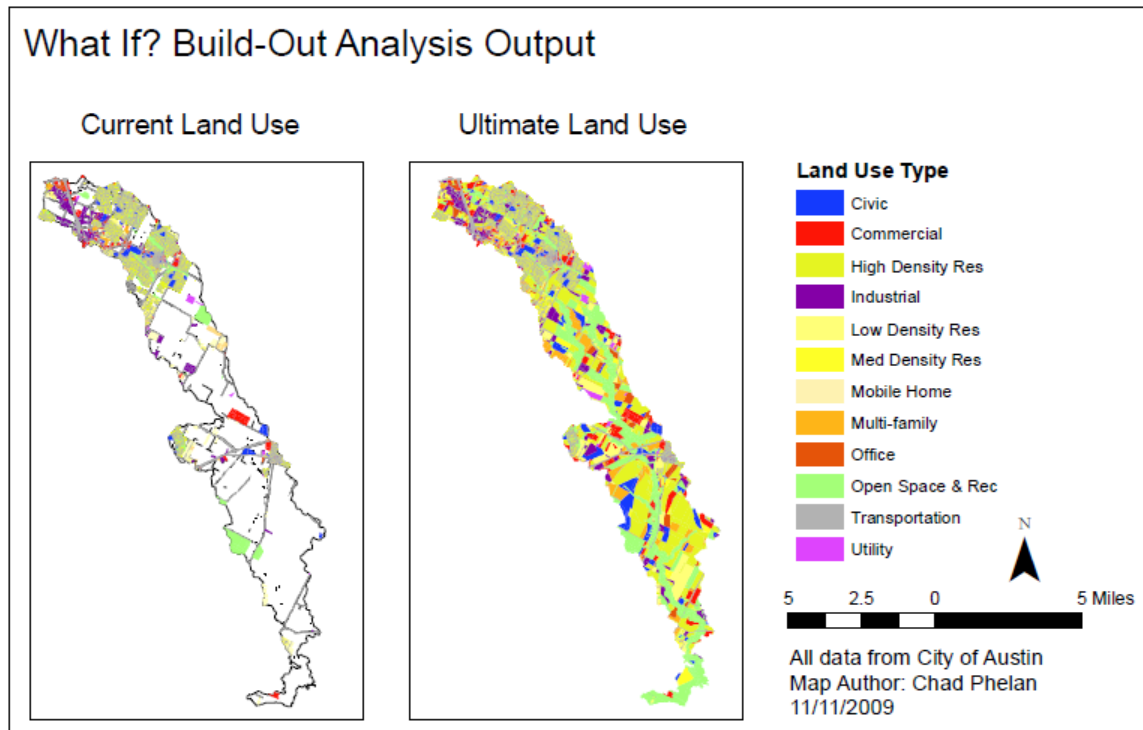 What If? Build-Out Analysis Output
Current Land Use
Ultimate Land Use
Land Use Type
Civic
Commercial
High Density Res
Industrial
Low Density Res
Med Density Res
Mobile Home
Multi-family
Office
Open Space & Rec
Transportation
Utility
N
5 2.5 0 5 Miles
All data from City of Austin
Map Author: Chad Phelan
11/11/2009